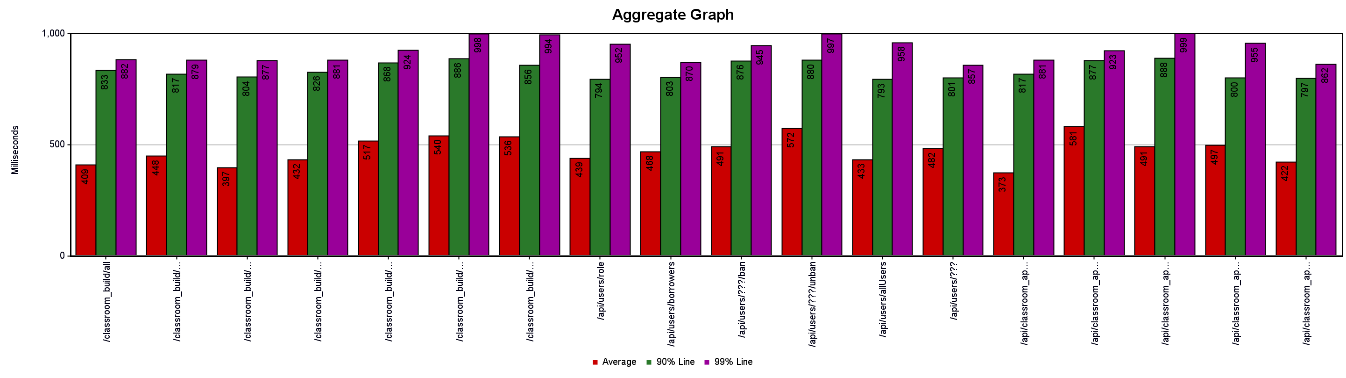 Aggregate Graph
1,000
500
0
Milliseconds
409 833 882
448 817 879
397 804 877
432 826 881
517 868 924
540 886 998
536 856 994
439 794 952
468 803 870
491 876 945
572 880 997
433 793 958
482 801 857
373 817 881
581 877 923
491 888 999
497 800 955
422 797 862
/classroom_build/all
/classroom_build/...
/classroom_build/...
/classroom_build/...
/classroom_build/...
/classroom_build/...
/classroom_build/...
/api/users/role
/api/users/borrowers
/api/users/???/ban
/api/users/???/unban
/api/users/allUsers
/api/users/???
/api/classroom_ap...
/api/classroom_ap...
/api/classroom_ap...
/api/classroom_ap...
/api/classroom_ap...
Average 90% Line 99% Line